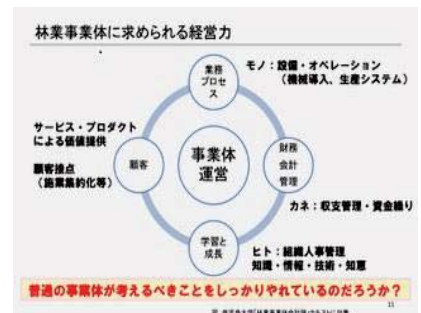 林業事業体に求められる経営力
業務
プロセ
ス
モノ：設備・オペレーション
（機械導入、生産システム）
サービス・プロダクト
による価値提供
顧客接点
（施業集約化等）
顧客
事業体
運営
財務
会計
管理
カネ：収支管理・資金繰り
学習と
成長
ヒト：組織人事管理
知識・情報・技術・知恵
普通の事業体が考えるべきことをしっかりやれているのだろうか？
11